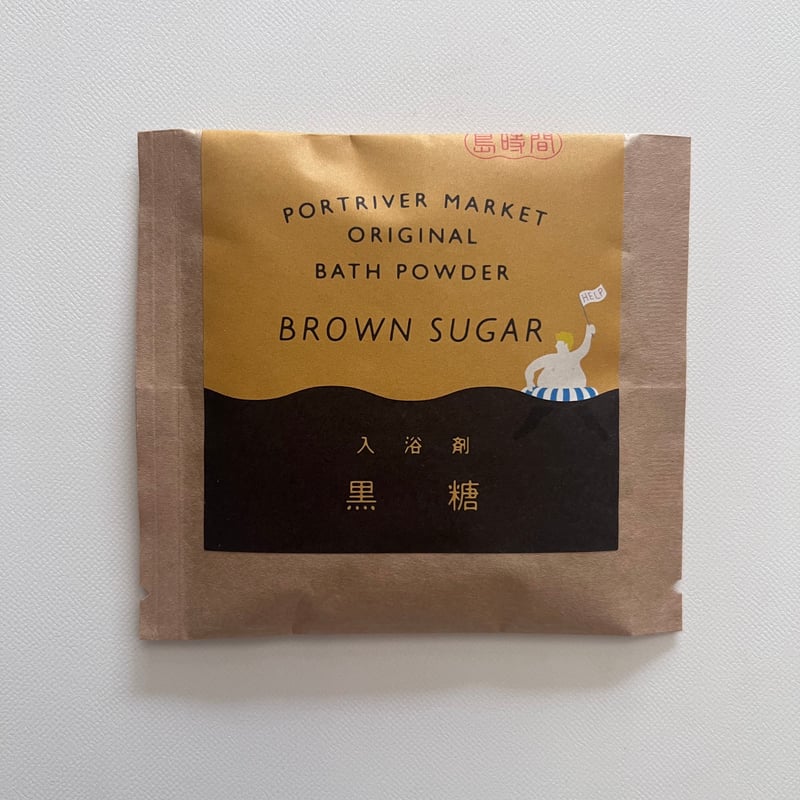 島時間
PORTRIVER MARKET
ORIGINAL
BATH POWDER
BROWN SUGAR
HELP
入浴剤
黒糖